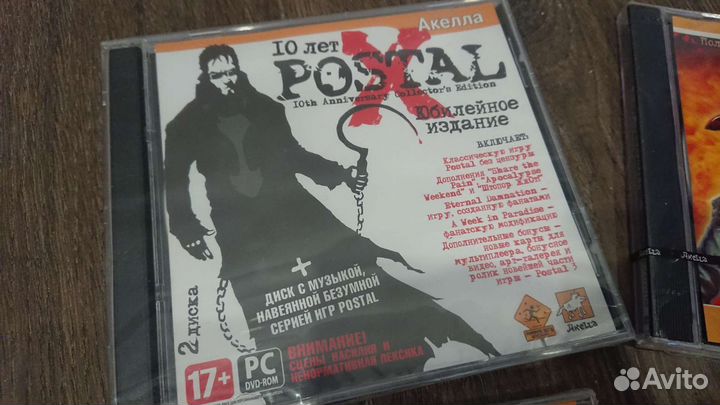 Акелла
10 лет
POSTAL
X
10th Anniversary Collector's Edition
Юбилейное
издание
ВКЛЮЧАЕТ:
Классическую игру
Postal без цензуры
Дополнения "Share the
Pain" "Apocalypse
Weekend" и "Штопор ЖжОт"
Eternal Damnation -
игру, созданную фанатами
A Week in Paradise -
фанатскую модификацию
Дополнительные бонусы -
новые карты для
мультиплеера, бонусное
видео, арт-галерея и
ролик новейшей части
игры - Postal 3
+
ДИСК С МУЗЫКОЙ,
НАВЕЯННОЙ БЕЗУМНОЙ
СЕРИЕЙ ИГР POSTAL
2 диска
17+
PC
DVD-ROM
ВНИМАНИЕ!
СЦЕНЫ НАСИЛИЯ И
НЕНОРМАТИВНАЯ ЛЕКСИКА
Акелла
Акелла
Avito